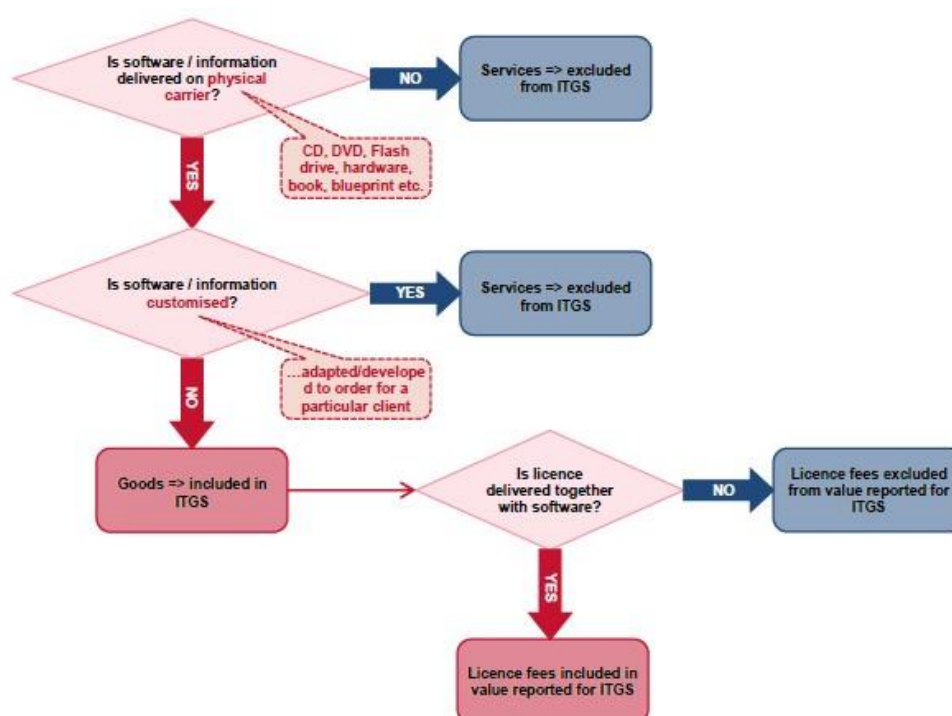 Is software / information
delivered on physical
carrier?
NO
Services => excluded
from ITGS
CD, DVD, Flash
drive, hardware,
book, blueprint etc.
YES
Is software / information
customised?
YES
Services => excluded
from ITGS
...adapted/develope
d to order for a
particular client
NO
Goods => included in
ITGS
Is licence
delivered together
with software?
NO
Licence fees excluded
from value reported for
ITGS
YES
Licence fees included in
value reported for ITGS